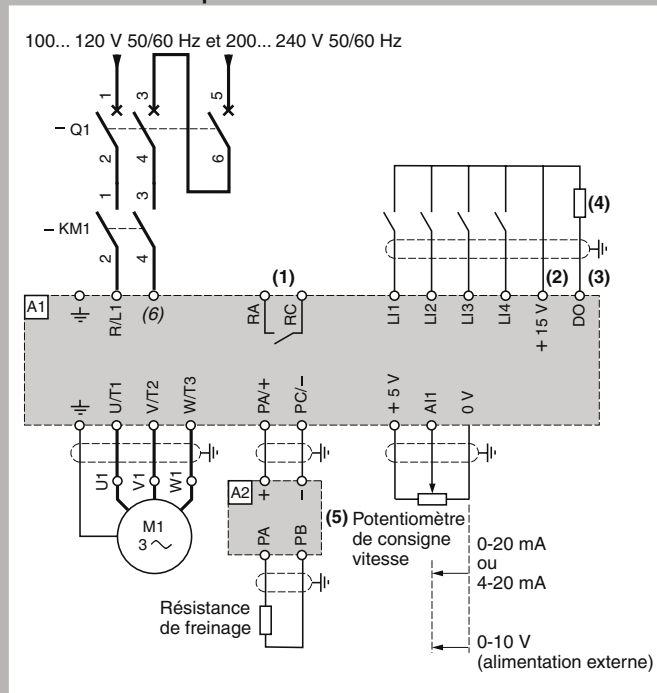 100... 120 V 50/60 Hz et 200... 240 V 50/60 Hz
1 3 5
– Q1
2 4 6
1 3
– KM1
2 4
(4)
(1) (2) (3)
A1
R/L1 (6) RA RC LI1 LI2 LI3 LI4 + 15 V DO
U/T1 V/T2 W/T3 PA/+ PC/– + 5 V AI1 0 V
U1 V1 W1
A2 + –
M1
3
PA PB
(5) Potentiomètre
de consigne
vitesse
0-20 mA
ou
4-20 mA
Résistance
de freinage
0-10 V
(alimentation externe)